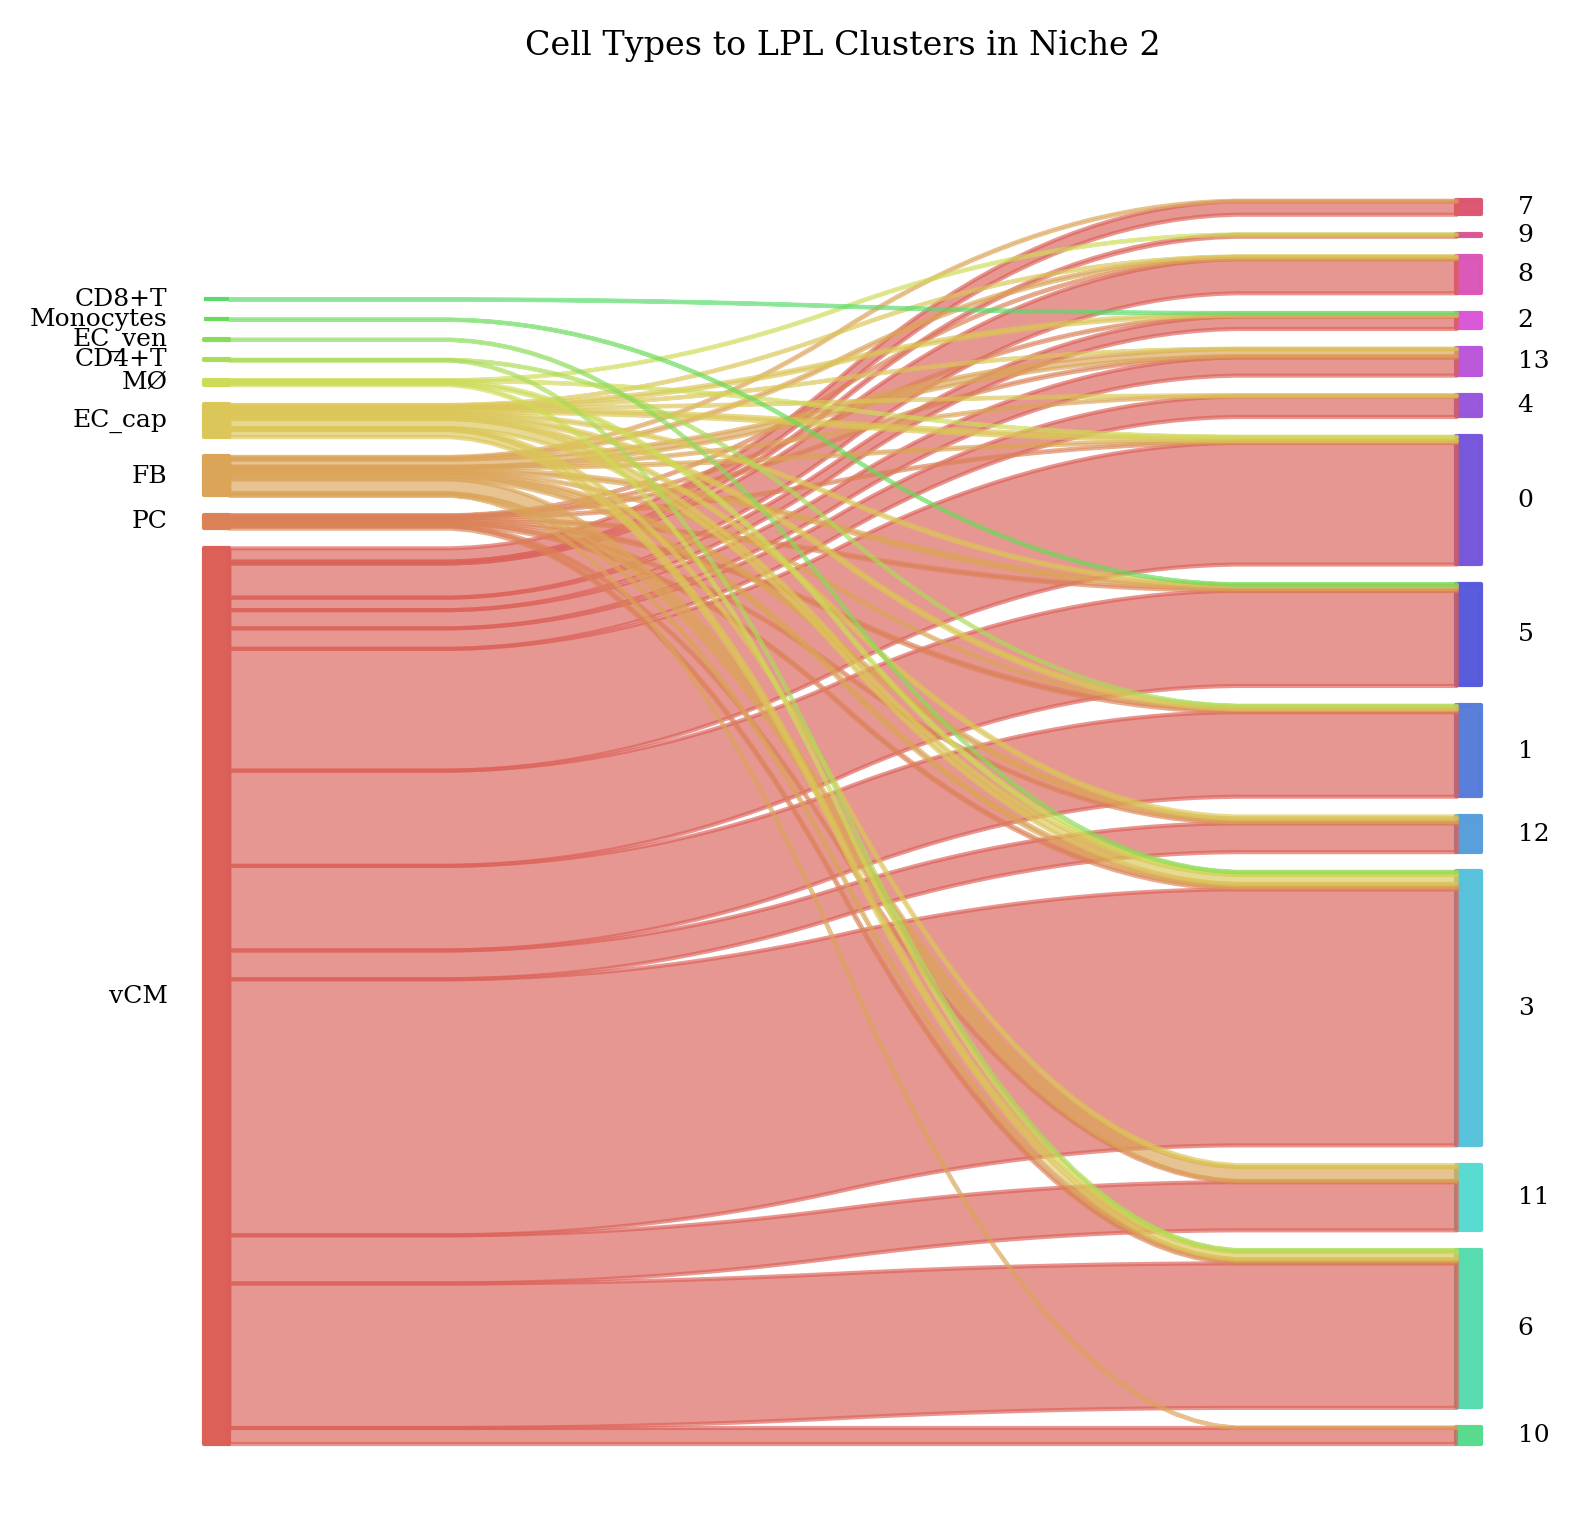 Cell Types to LPL Clusters in Niche 2
CD8+T
Monocytes
EC_ven
CD4+T
MØ
EC_cap
FB
PC
vCM
7
9
8
2
13
4
0
5
1
12
3
11
6
10